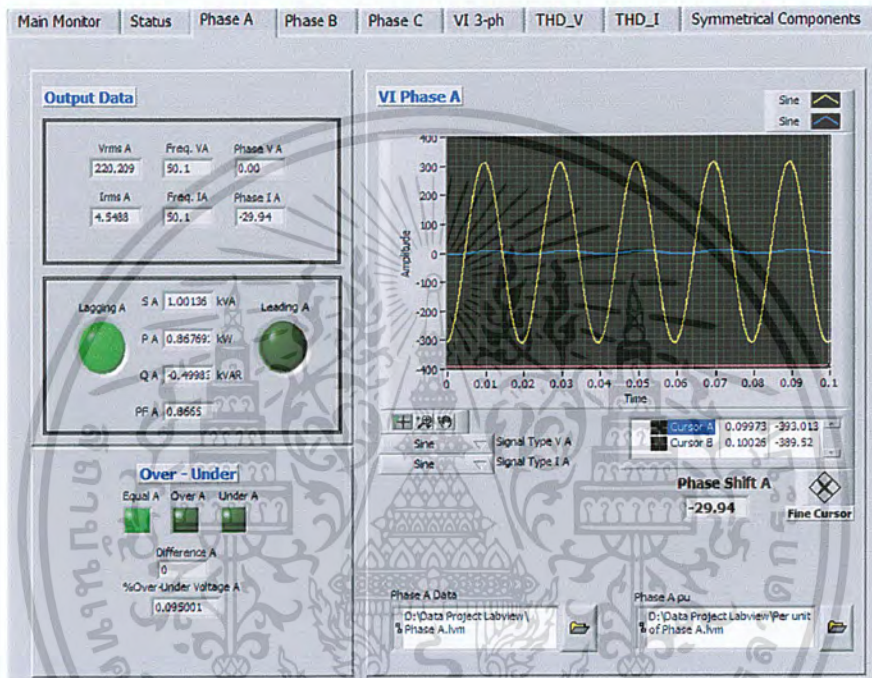 Main Monitor Status Phase A Phase B Phase C VI 3-ph THD_V THD_I Symmetrical Components
Output Data
Vrms A Freq. VA Phase V A
220.209 50.1 0.00
Irms A Freq. IA Phase I A
4.5488 50.1 -29.94
Lagging A
S A 1.00136 kVA
P A 0.86769 kW
Q A -0.4998 kVAR
PF A 0.8665
Leading A
Over - Under
Equal A Over A Under A
Difference A
0
%Over-Under Voltage A
0.095001
VI Phase A
Sine
Sine
Amplitude
400
300
200
100
0
-100
-200
-300
-400
0 0.01 0.02 0.03 0.04 0.05 0.06 0.07 0.08 0.09 0.1
Time
Sine Signal Type V A
Sine Signal Type I A
Cursor A 0.09973 -393.013
Cursor B 0.10026 -389.52
Phase Shift A
-29.94
Fine Cursor
Phase A Data
D:\Data Project Labview\
Phase A.lvm
Phase A pu
D:\Data Project Labview\Per unit
of Phase A.lvm